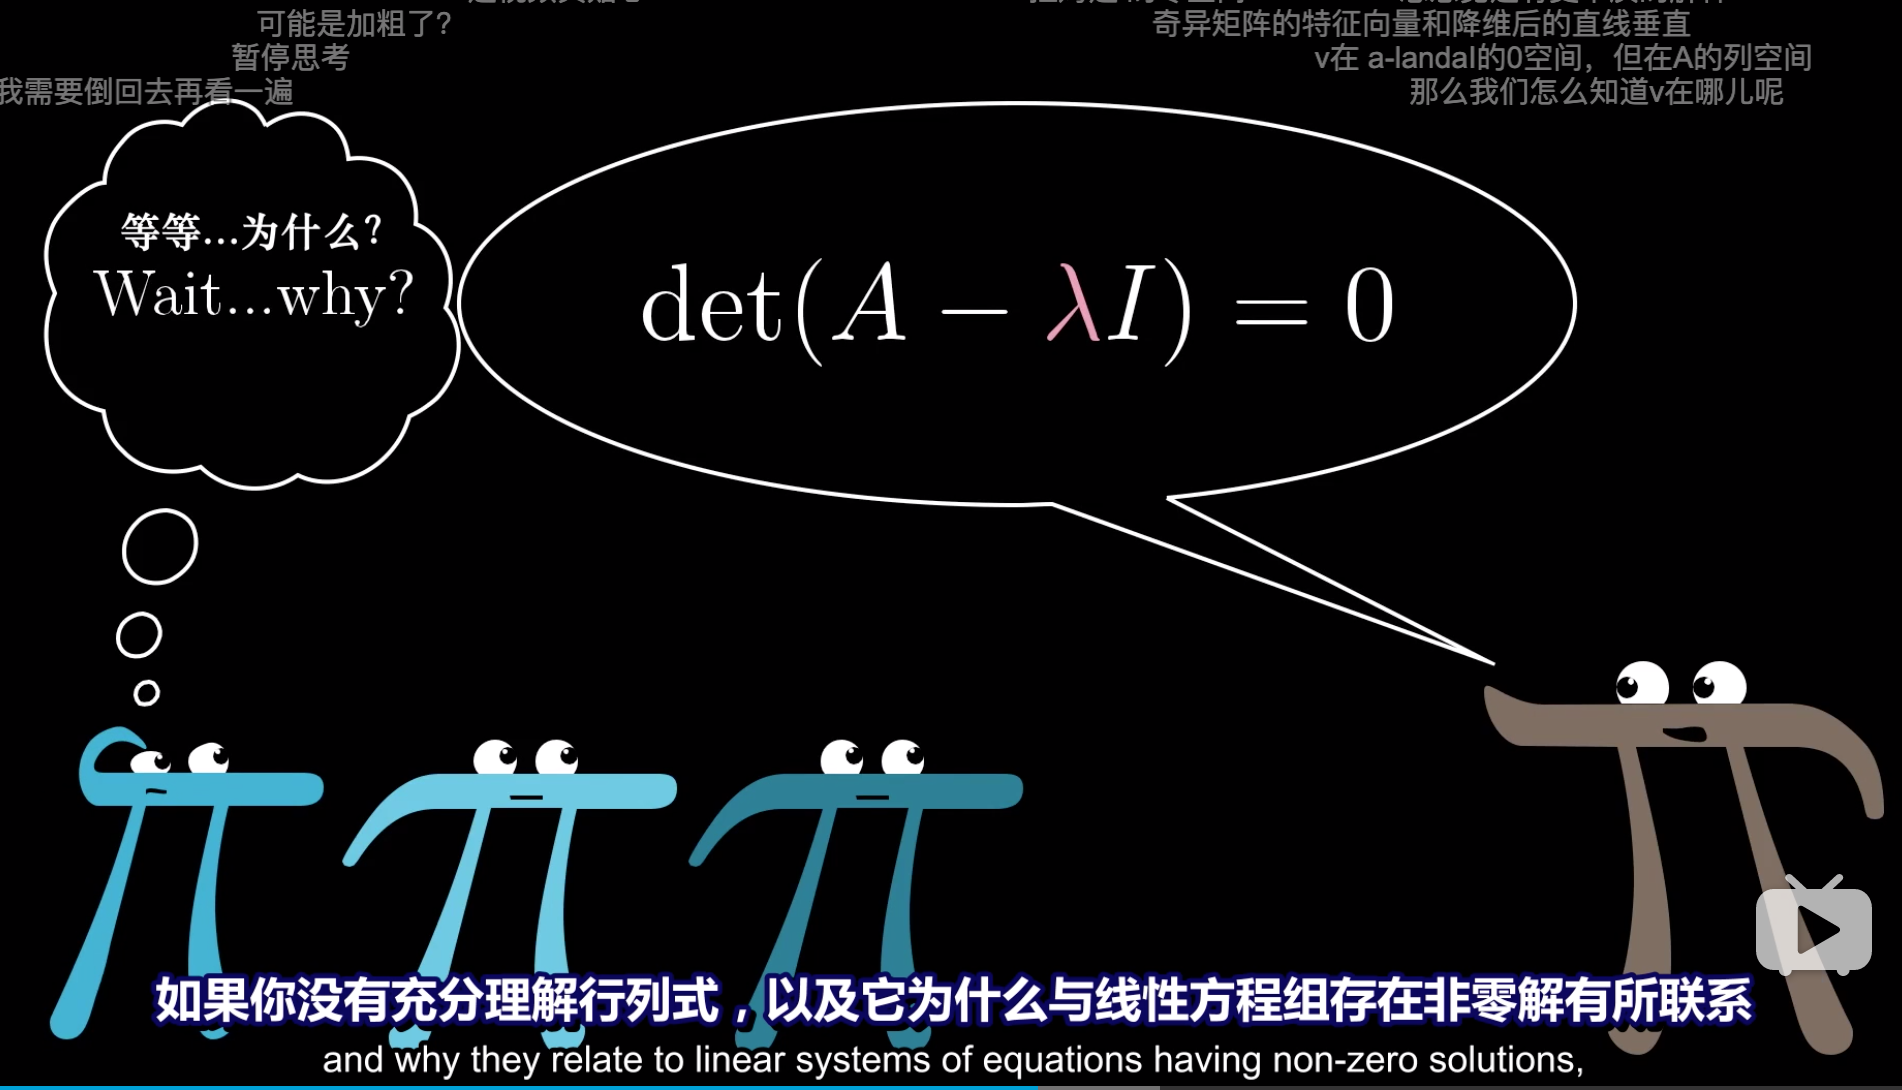 可能是加粗了?
奇异矩阵的特征向量和降维后的直线垂直
暂停思考
v在 a-landal的0空间，但在A的列空间
我需要倒回去再看一遍
那么我们怎么知道v在哪儿呢
等等...为什么?
Wait...why?
det(A − λI) = 0
如果你没有充分理解行列式，以及它为什么与线性方程组存在非零解有所联系
and why they relate to linear systems of equations having non-zero solutions,